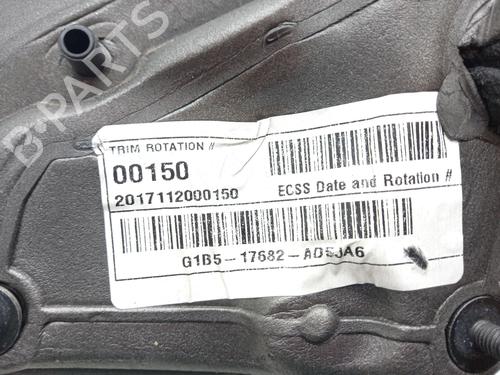 B-PARTS
TRIM ROTATION #
00150
2017112000150
ECSS Date and Rotation #
G1B5-17682-AD5JA6